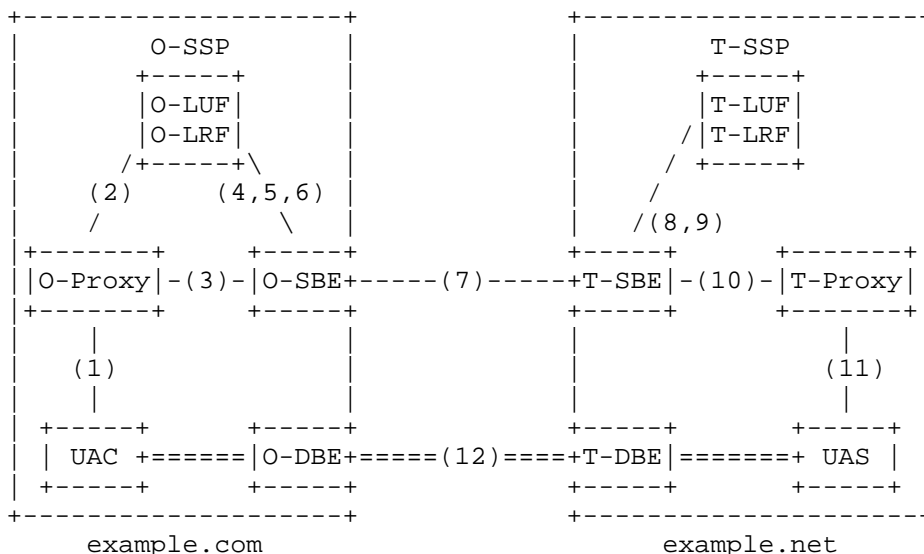 O-SSP T-SSP
O-LUF T-LUF
O-LRF T-LRF
(2) (4,5,6)
(8,9)
O-Proxy (3) O-SBE (7) T-SBE (10) T-Proxy
(1) (11)
UAC O-DBE (12) T-DBE UAS
example.com example.net